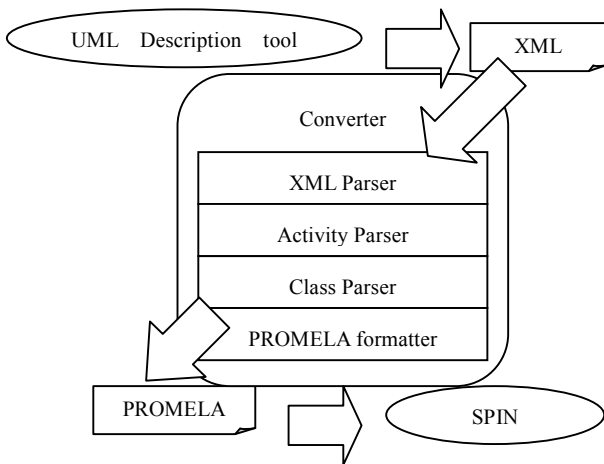 UML Description tool
XML
Converter
XML Parser
Activity Parser
Class Parser
PROMELA formatter
PROMELA
SPIN